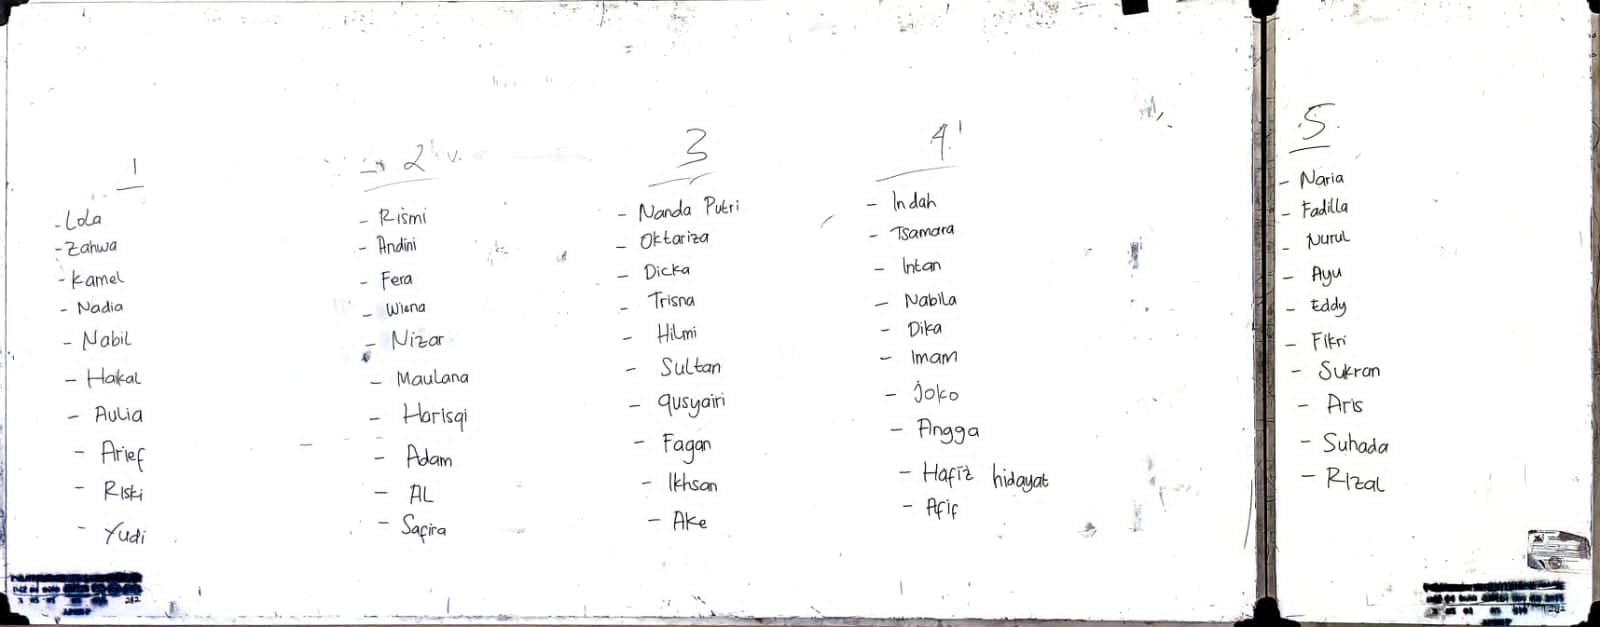 1
- Lola
- Zahwa
- Kamel
- Nadia
- Nabil
- Haikal
- Aulia
- Arief
- Riski
- Yudi
2
- Rismi
- Andini
- Fera
- Wiena
- Nizar
- Maulana
- Harisqi
- Adam
- AL
- Safira
3
- Nanda Putri
- Oktariza
- Dicka
- Trisna
- Hilmi
- Sultan
- qusyairi
- Fagan
- Ikhsan
- Ake
4
- Indah
- Tsamara
- Intan
- Nabila
- Dika
- Imam
- Joko
- Angga
- Hafiz hidayat
- Afif
5
- Naria
- Fadilla
- Nurul
- Ayu
- Eddy
- Fikri
- Sukran
- Aris
- Suhada
- Rizal